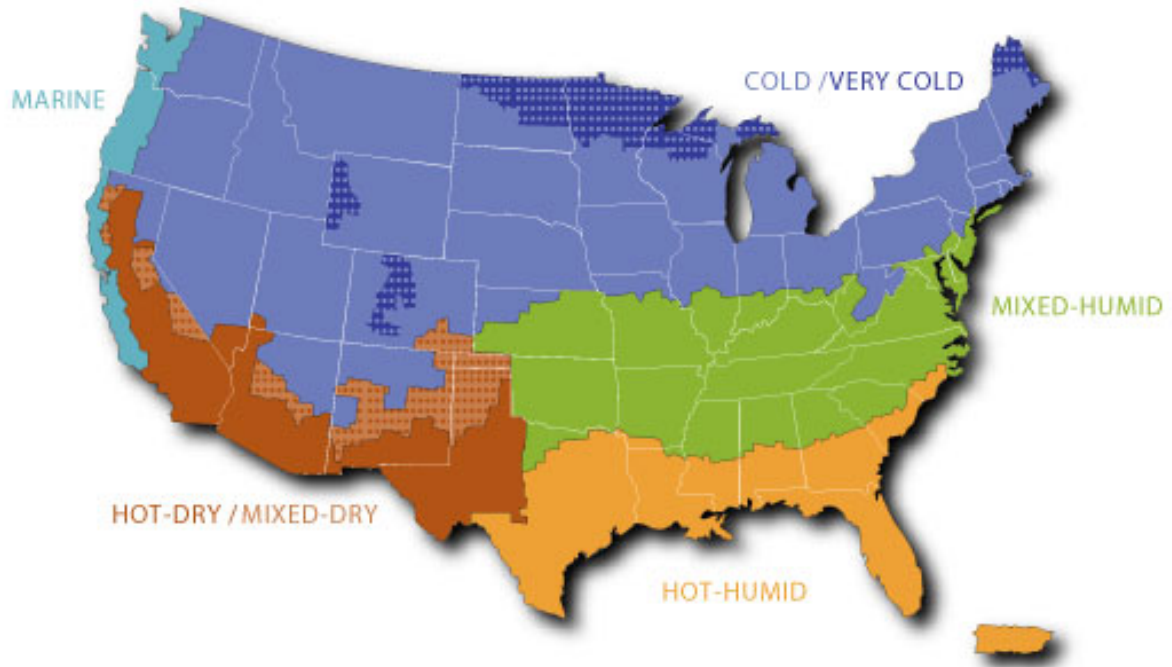 COLD /VERY COLD
MARINE
MIXED-HUMID
HOT-DRY /MIXED-DRY
HOT-HUMID